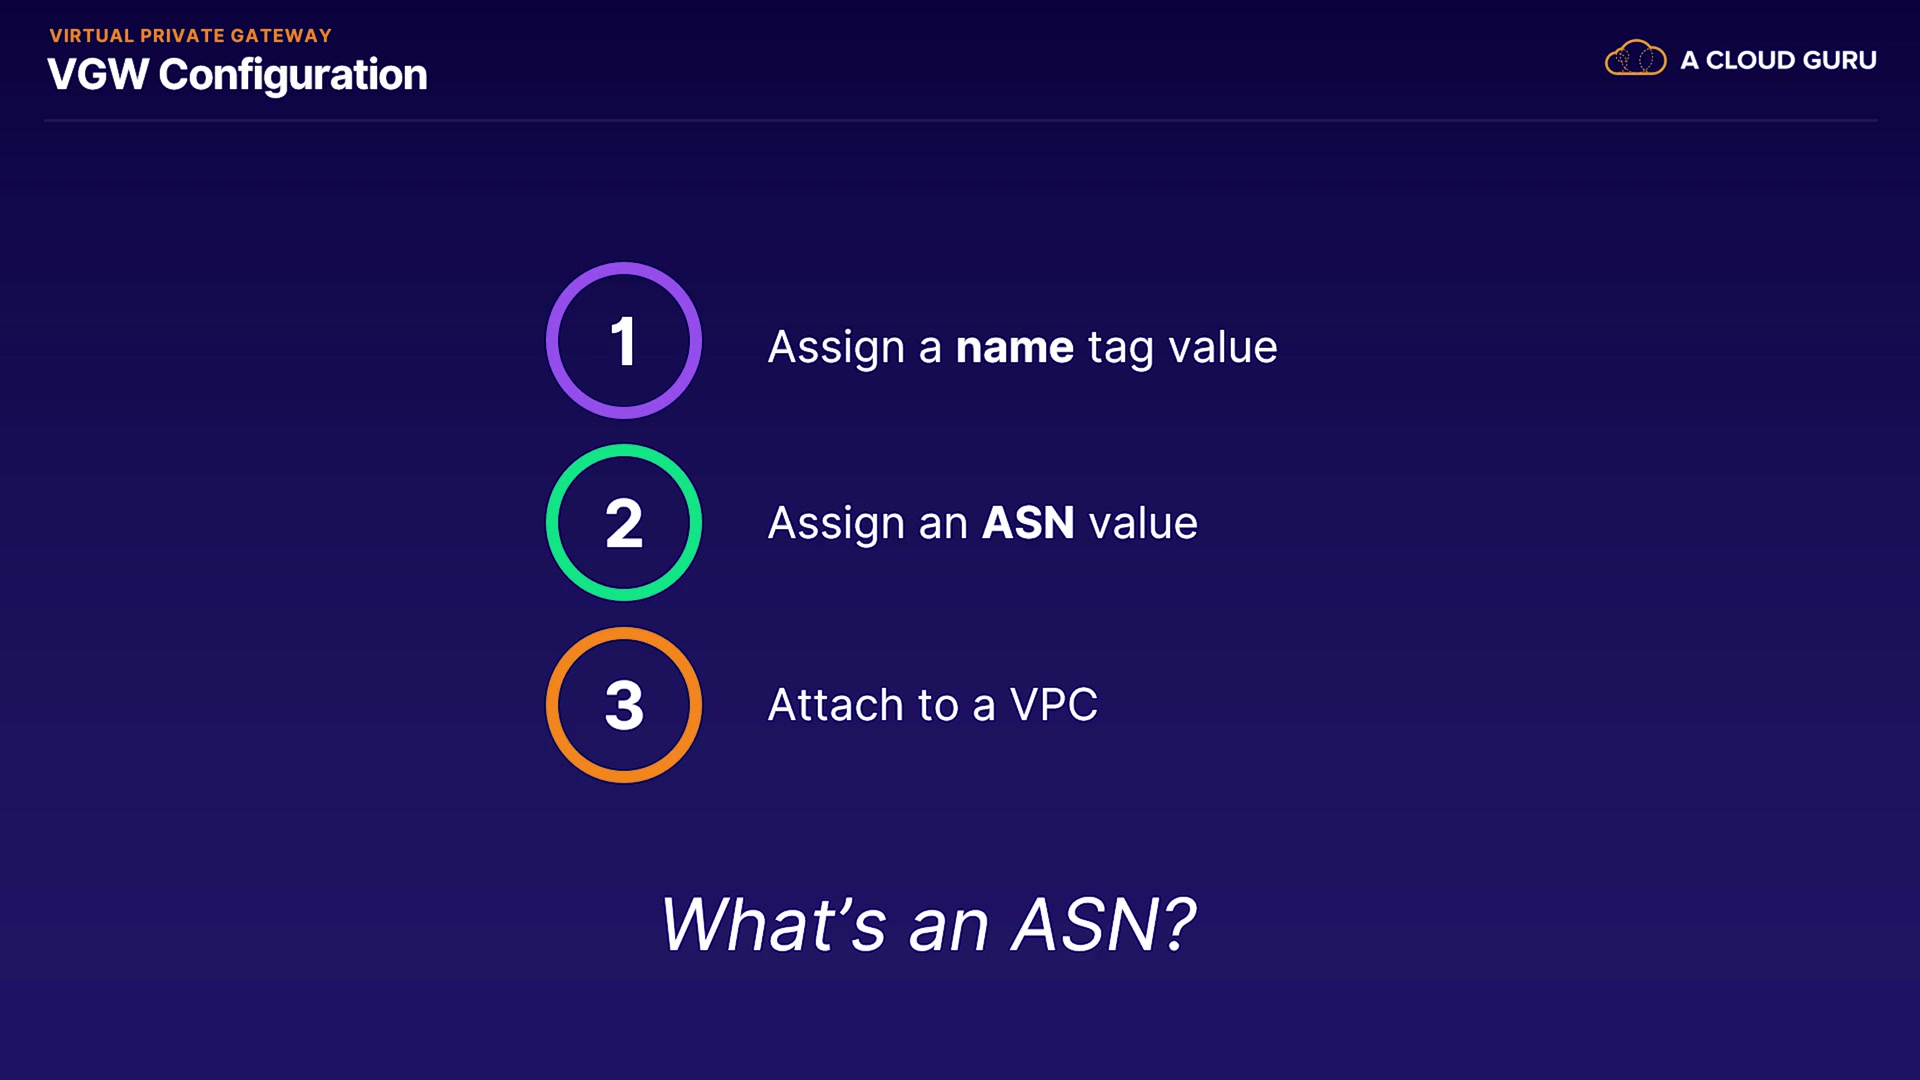 VIRTUAL PRIVATE GATEWAY
VGW Configuration
A CLOUD GURU
1 Assign a name tag value
2 Assign an ASN value
3 Attach to a VPC
What’s an ASN?